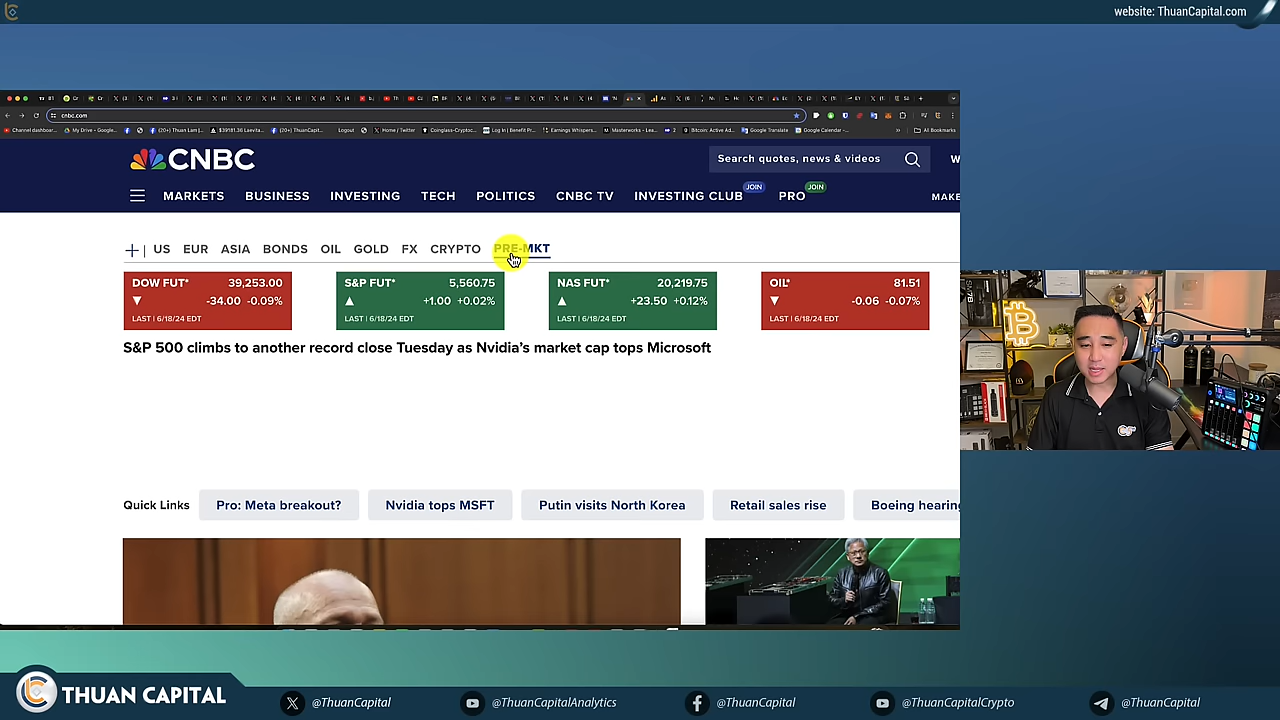 website: ThuanCapital.com
cnbc.com
CNBC
Search quotes, news & videos
MARKETS BUSINESS INVESTING TECH POLITICS CNBC TV INVESTING CLUB JOIN PRO JOIN MAKE
US EUR ASIA BONDS OIL GOLD FX CRYPTO PRE-MKT
DOW FUT* 39,253.00
-34.00 -0.09%
LAST | 6/18/24 EDT
S&P FUT* 5,560.75
+1.00 +0.02%
LAST | 6/18/24 EDT
NAS FUT* 20,219.75
+23.50 +0.12%
LAST | 6/18/24 EDT
OIL* 81.51
-0.06 -0.07%
LAST | 6/18/24 EDT
S&P 500 climbs to another record close Tuesday as Nvidia's market cap tops Microsoft
Quick Links Pro: Meta breakout? Nvidia tops MSFT Putin visits North Korea Retail sales rise Boeing hearing
THUAN CAPITAL
@ThuanCapital
@ThuanCapitalAnalytics
@ThuanCapital
@ThuanCapitalCrypto
@ThuanCapital